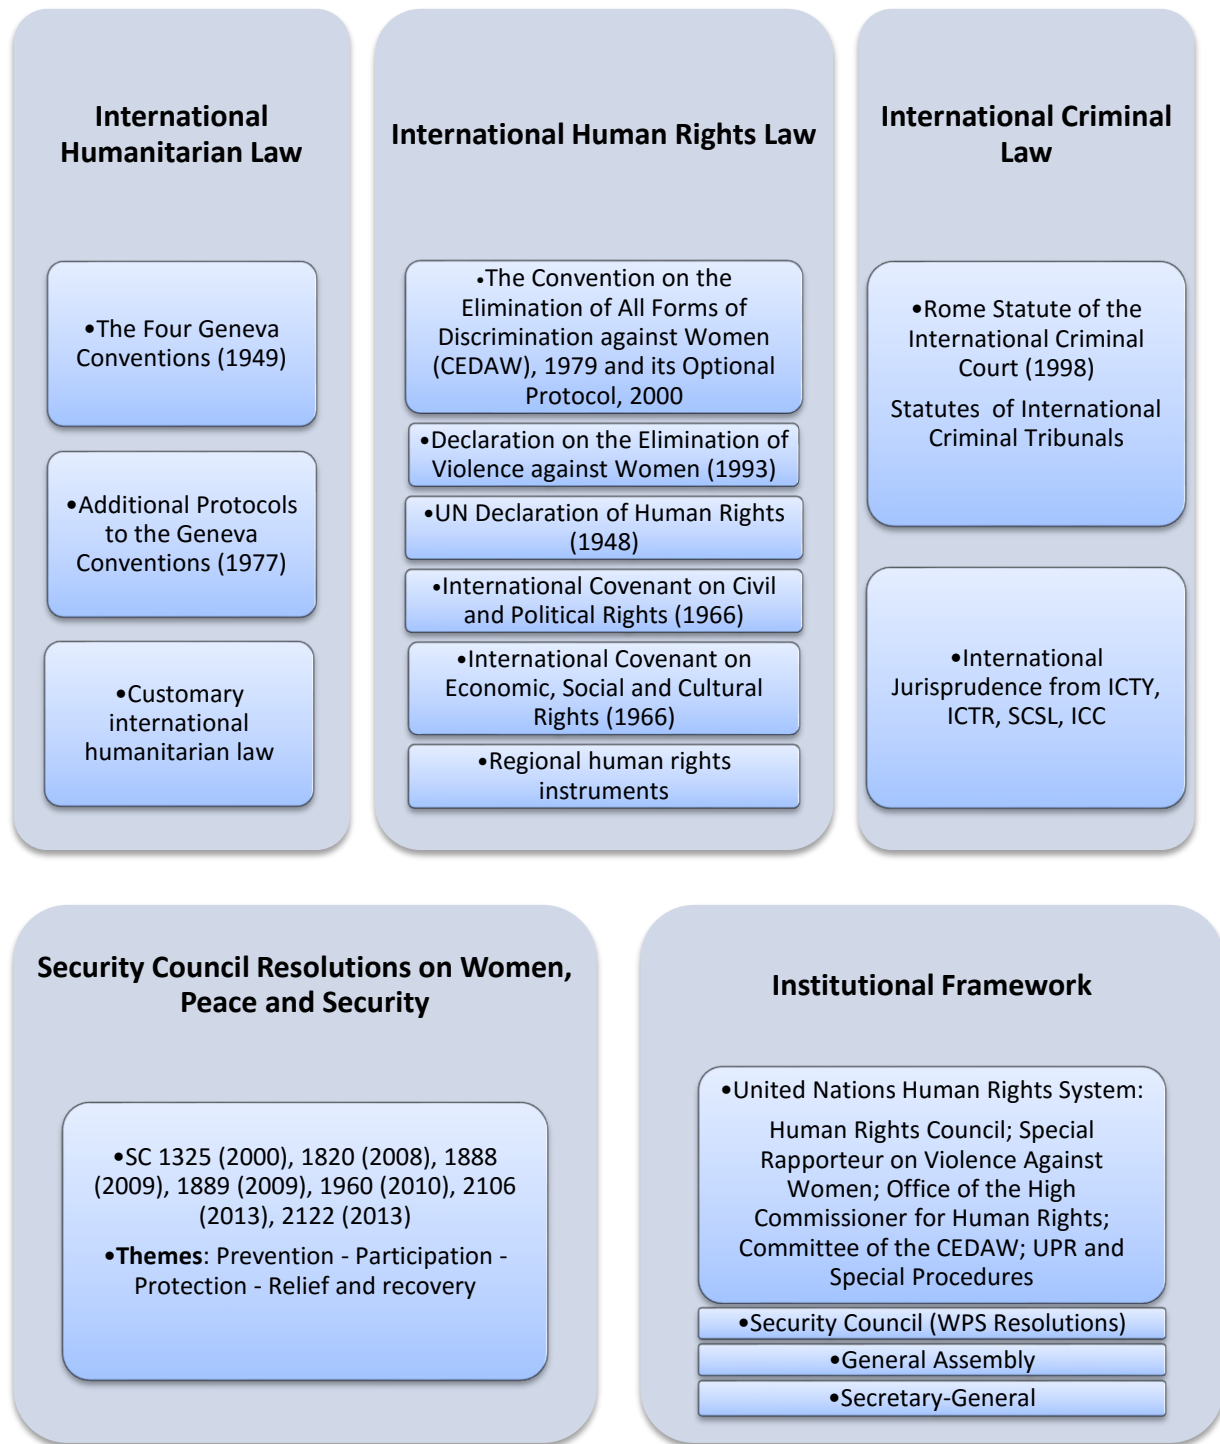 International
Humanitarian Law
•The Four Geneva
Conventions (1949)
•Additional Protocols
to the Geneva
Conventions (1977)
•Customary
international
humanitarian law
International Human Rights Law
•The Convention on the
Elimination of All Forms of
Discrimination against Women
(CEDAW), 1979 and its Optional
Protocol, 2000
•Declaration on the Elimination of
Violence against Women (1993)
•UN Declaration of Human Rights
(1948)
•International Covenant on Civil
and Political Rights (1966)
•International Covenant on
Economic, Social and Cultural
Rights (1966)
•Regional human rights
instruments
International Criminal
Law
•Rome Statute of the
International Criminal
Court (1998)
Statutes  of International
Criminal Tribunals
•International
Jurisprudence from ICTY,
ICTR, SCSL, ICC
Security Council Resolutions on Women,
Peace and Security
•SC 1325 (2000), 1820 (2008), 1888
(2009), 1889 (2009), 1960 (2010), 2106
(2013), 2122 (2013)
•Themes: Prevention - Participation -
Protection - Relief and recovery
Institutional Framework
•United Nations Human Rights System:
Human Rights Council; Special
Rapporteur on Violence Against
Women; Office of the High
Commissioner for Human Rights;
Committee of the CEDAW; UPR and
Special Procedures
•Security Council (WPS Resolutions)
•General Assembly
•Secretary-General